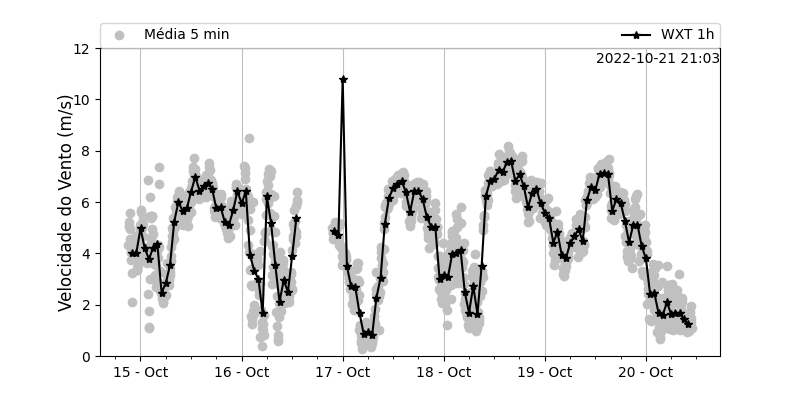 Média 5 min
WXT 1h
2022-10-21 21:03
Velocidade do Vento (m/s)
12
10
8
6
4
2
0
15 - Oct
16 - Oct
17 - Oct
18 - Oct
19 - Oct
20 - Oct